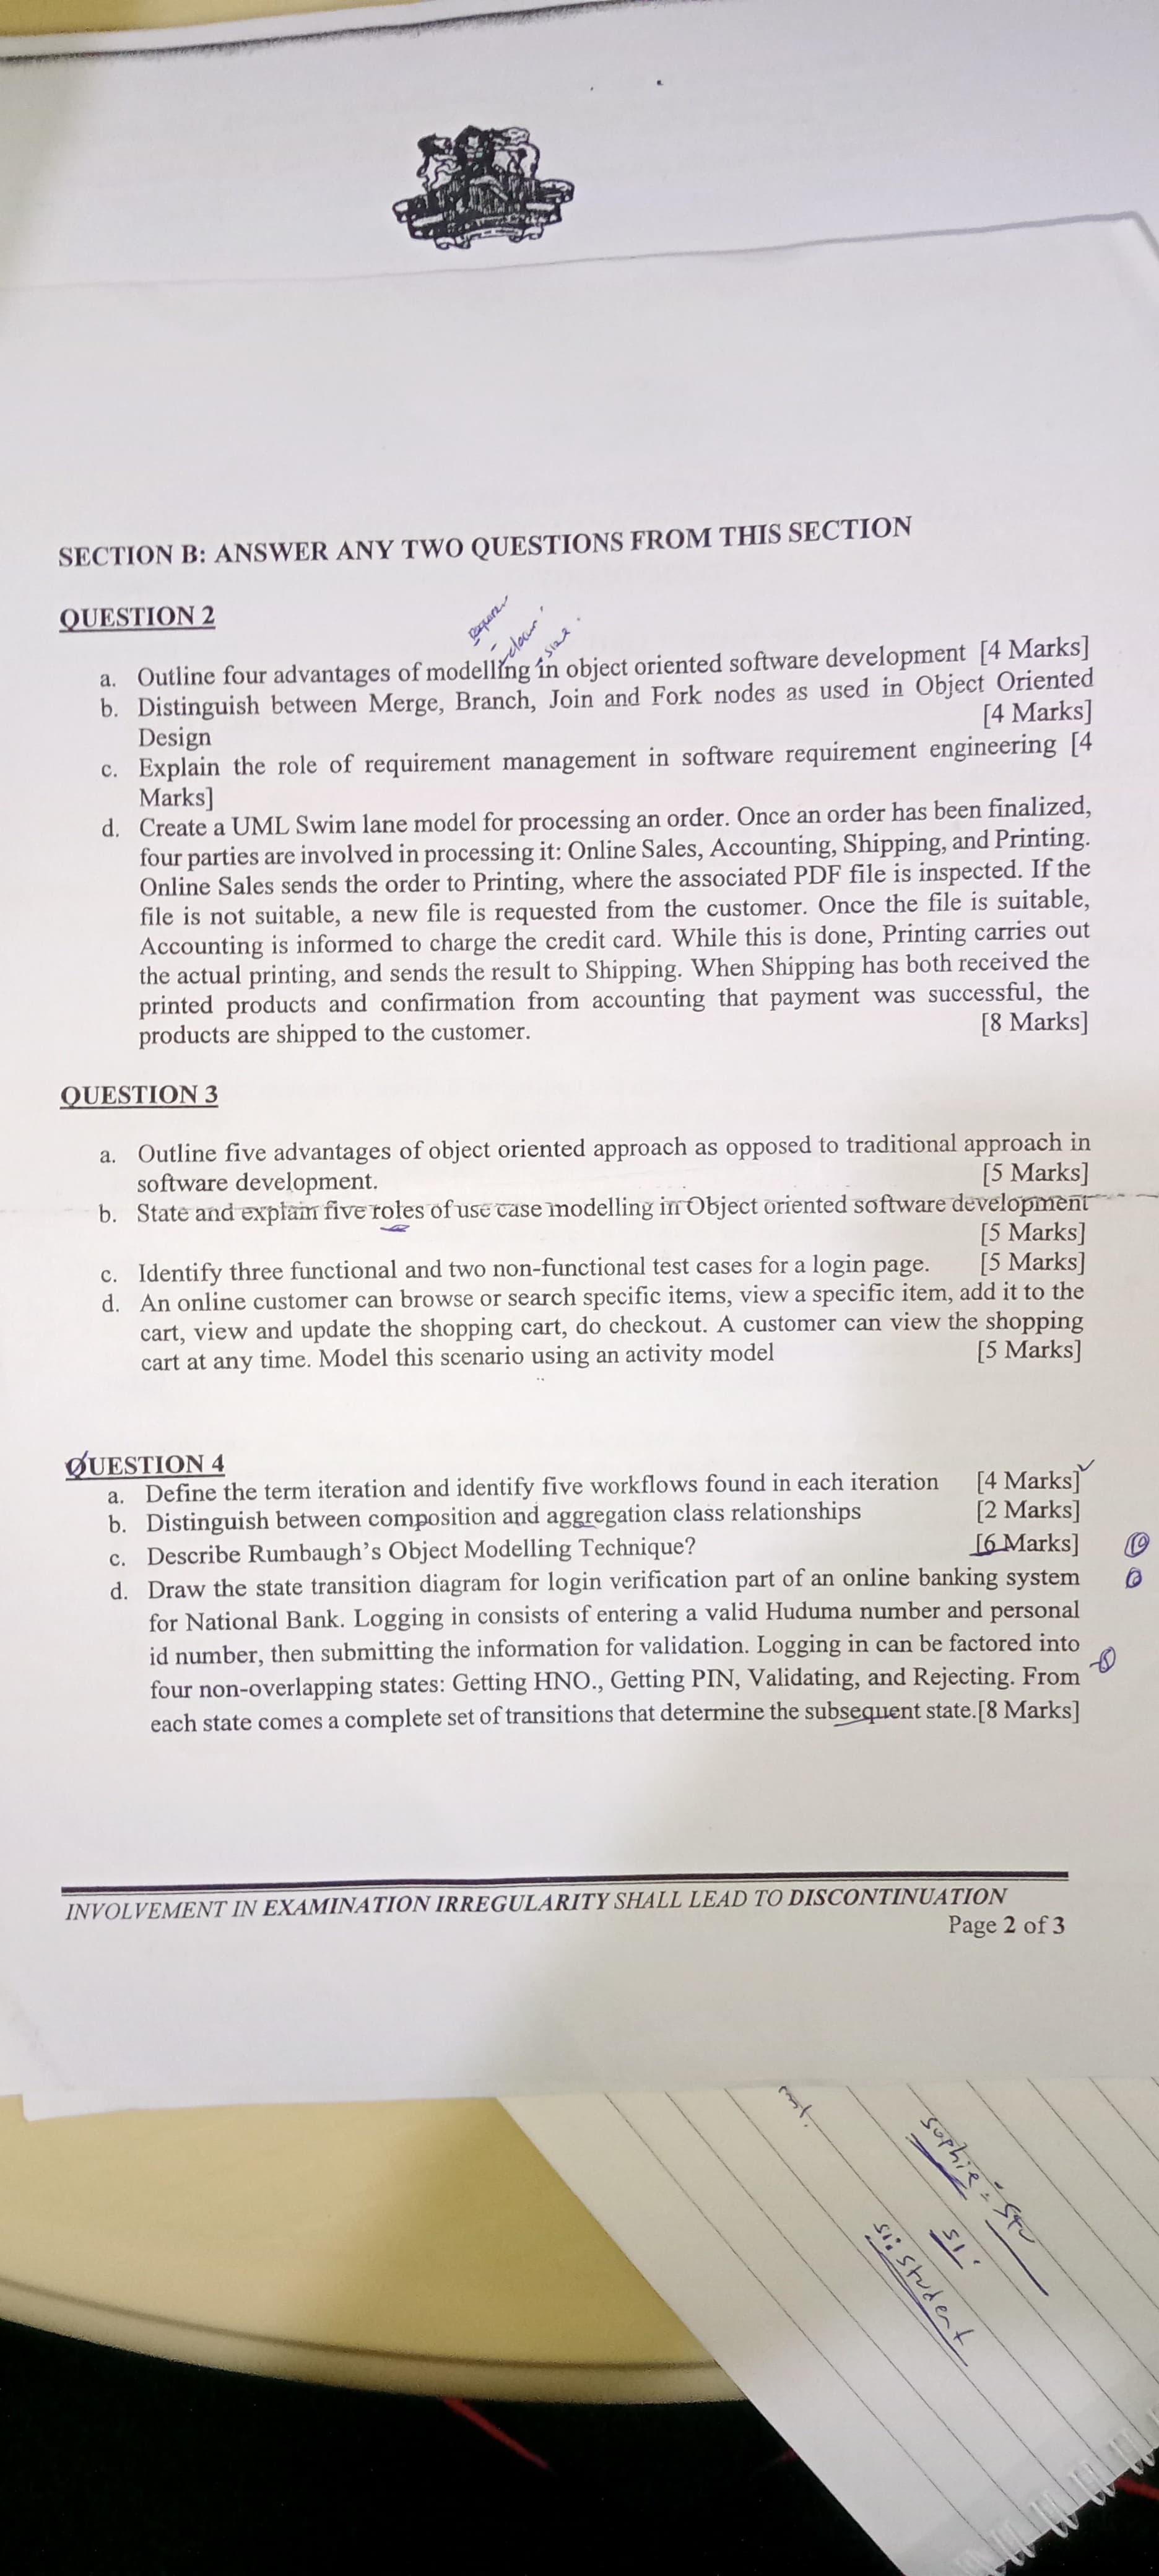 SECTION B: ANSWER ANY TWO QUESTIONS FROM THIS SECTION
QUESTION 2
a. Outline four advantages of modelling in object oriented software development [4 Marks]
b. Distinguish between Merge, Branch, Join and Fork nodes as used in Object Oriented
Design [4 Marks]
c. Explain the role of requirement management in software requirement engineering [4
Marks]
d. Create a UML Swim lane model for processing an order. Once an order has been finalized,
four parties are involved in processing it: Online Sales, Accounting, Shipping, and Printing.
Online Sales sends the order to Printing, where the associated PDF file is inspected. If the
file is not suitable, a new file is requested from the customer. Once the file is suitable,
Accounting is informed to charge the credit card. While this is done, Printing carries out
the actual printing, and sends the result to Shipping. When Shipping has both received the
printed products and confirmation from accounting that payment was successful, the
products are shipped to the customer. [8 Marks]
QUESTION 3
a. Outline five advantages of object oriented approach as opposed to traditional approach in
software development. [5 Marks]
b. State and explain five roles of use case modelling in Object oriented software development
[5 Marks]
c. Identify three functional and two non-functional test cases for a login page. [5 Marks]
d. An online customer can browse or search specific items, view a specific item, add it to the
cart, view and update the shopping cart, do checkout. A customer can view the shopping
cart at any time. Model this scenario using an activity model [5 Marks]
QUESTION 4
a. Define the term iteration and identify five workflows found in each iteration [4 Marks]
b. Distinguish between composition and aggregation class relationships [2 Marks]
c. Describe Rumbaugh's Object Modelling Technique? [6 Marks]
d. Draw the state transition diagram for login verification part of an online banking system
for National Bank. Logging in consists of entering a valid Huduma number and personal
id number, then submitting the information for validation. Logging in can be factored into
four non-overlapping states: Getting HNO., Getting PIN, Validating, and Rejecting. From
each state comes a complete set of transitions that determine the subsequent state.[8 Marks]
INVOLVEMENT IN EXAMINATION IRREGULARITY SHALL LEAD TO DISCONTINUATION
Page 2 of 3
Sophie
S1: Student